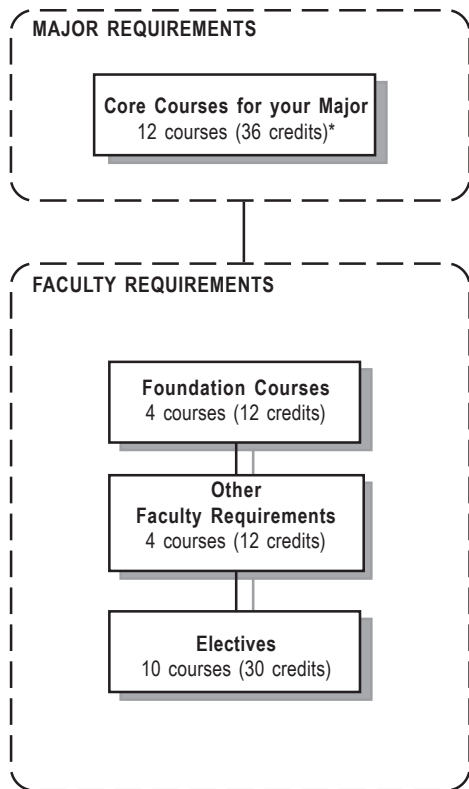 MAJOR REQUIREMENTS
Core Courses for your Major
12 courses (36 credits)*
FACULTY REQUIREMENTS
Foundation Courses
4 courses (12 credits)
Other
Faculty Requirements
4 courses (12 credits)
Electives
10 courses (30 credits)